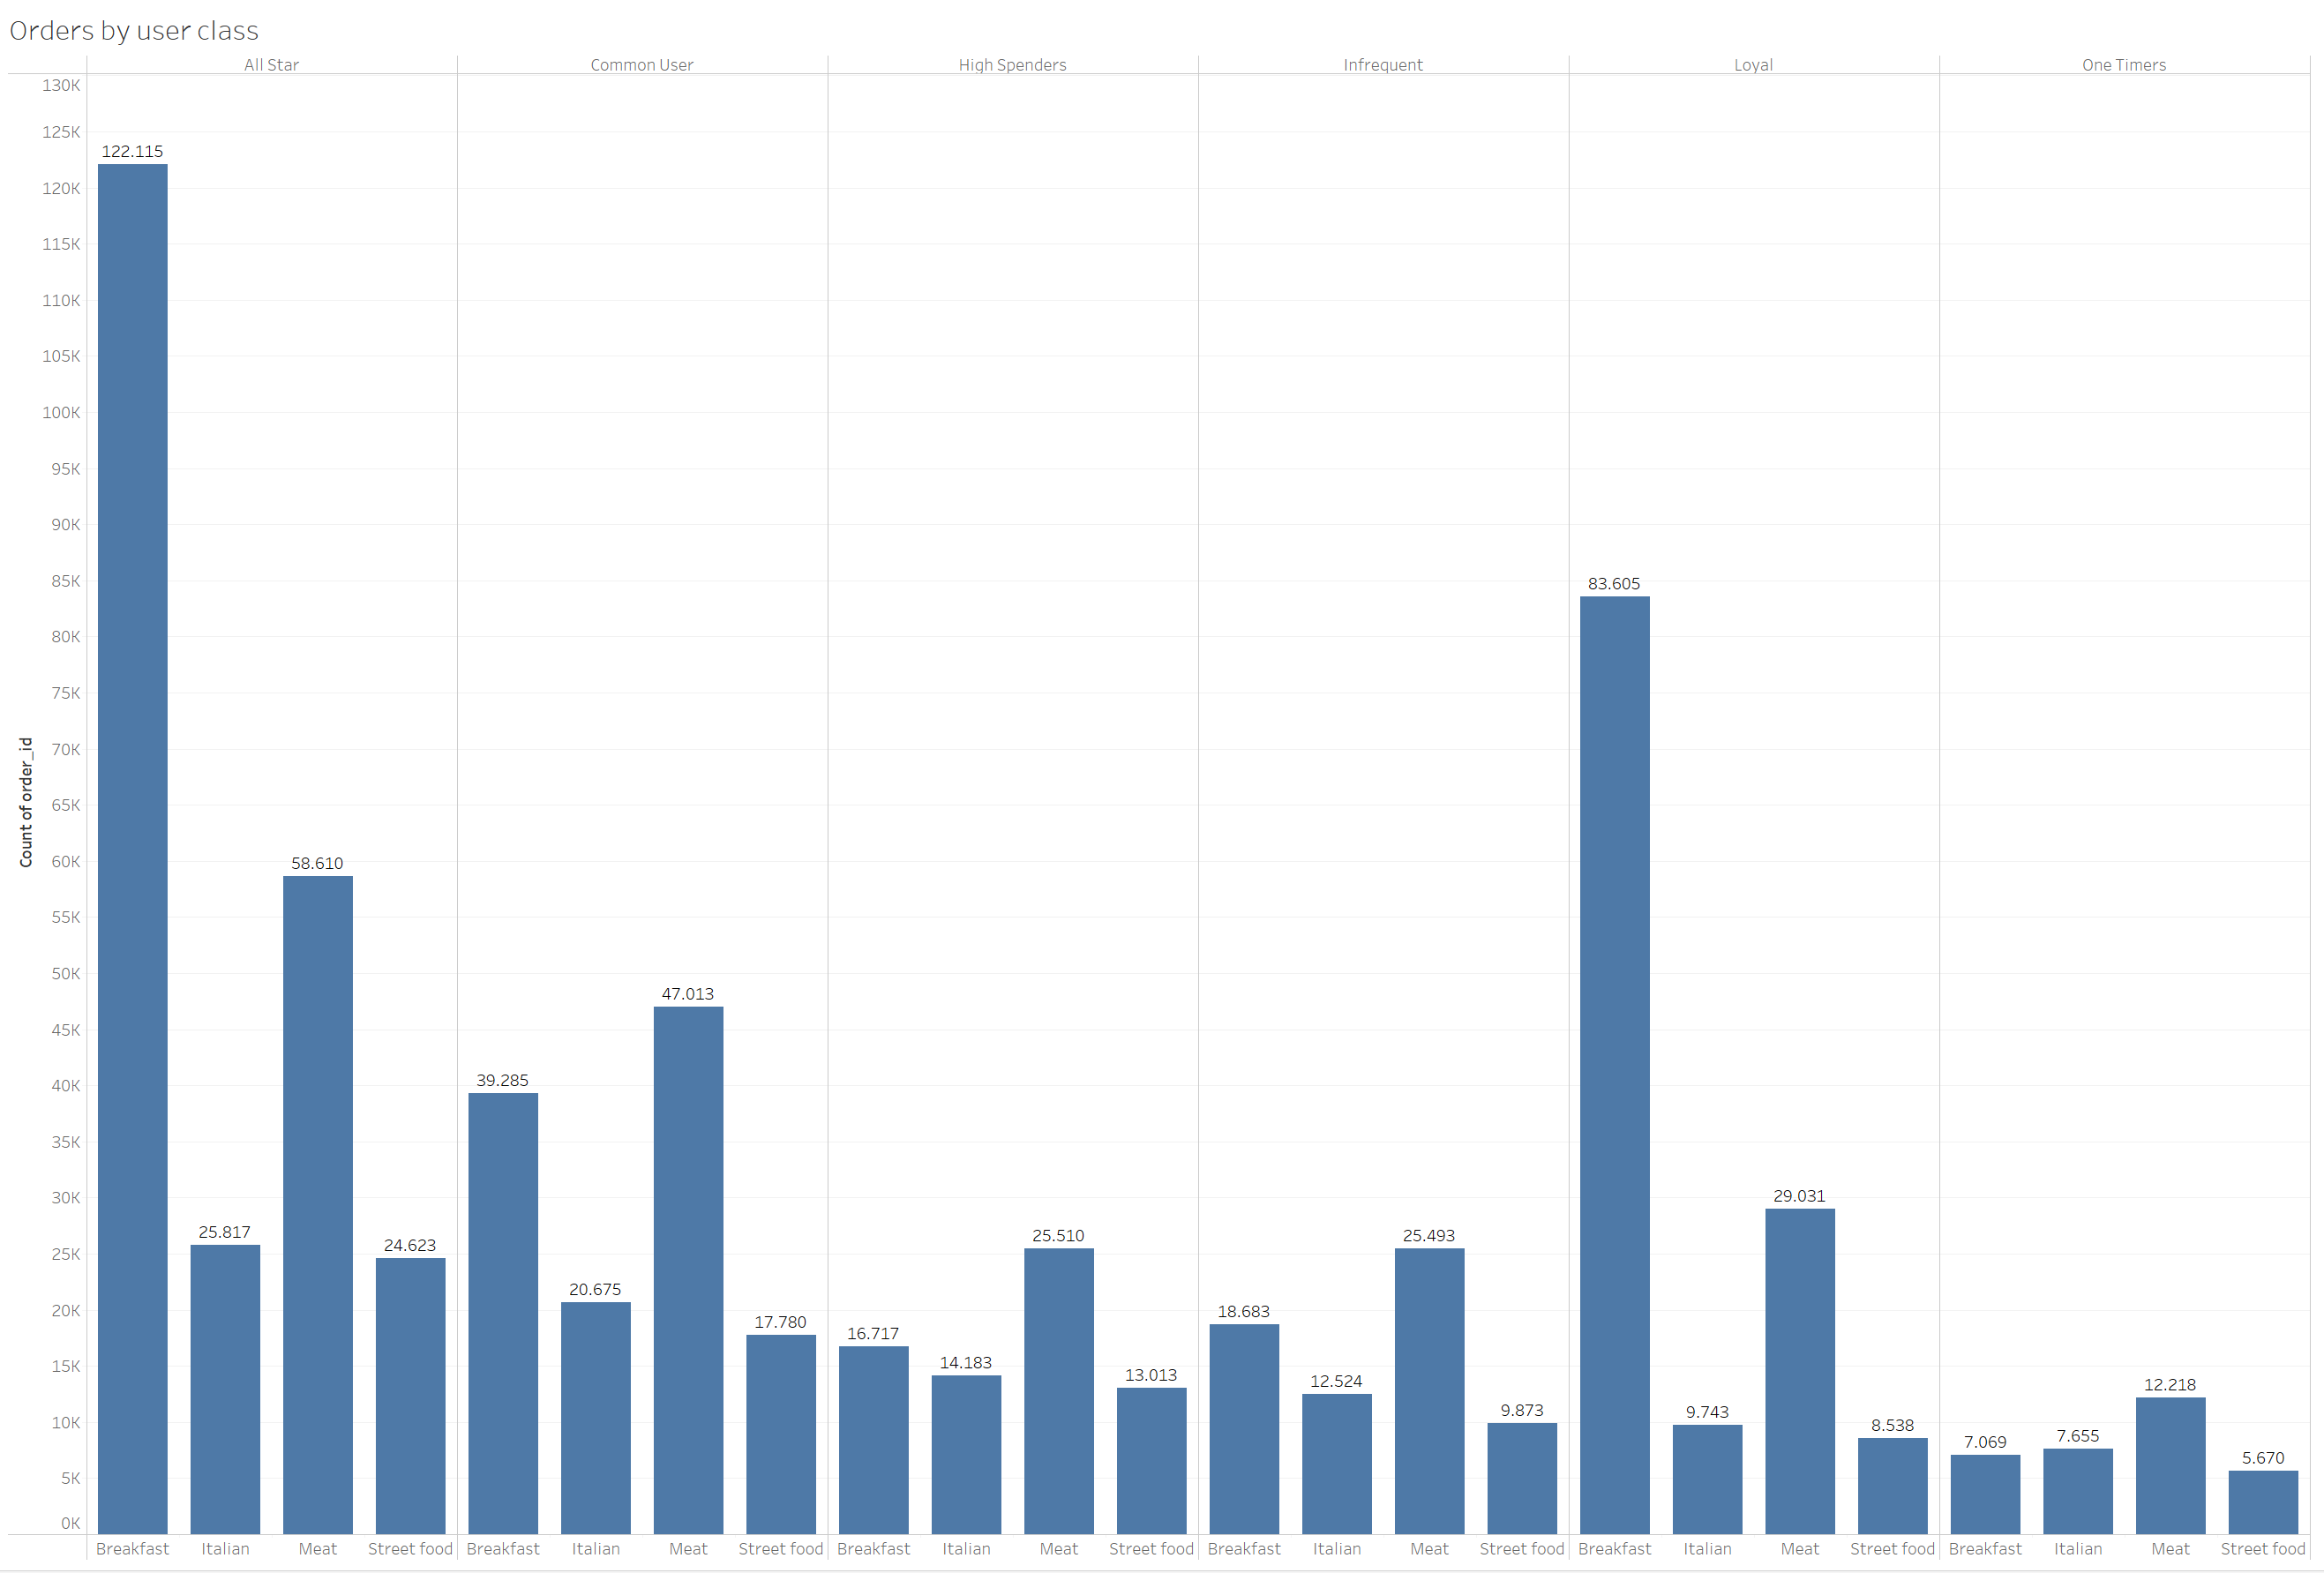 Orders by user class
All Star Common User High Spenders Infrequent Loyal One Timers
130K
125K
120K
115K
110K
105K
100K
95K
90K
85K
80K
75K
70K
65K
60K
55K
50K
45K
40K
35K
30K
25K
20K
15K
10K
5K
0K
Count of order_id
122.115
25.817
58.610
24.623
39.285
20.675
47.013
17.780
16.717
14.183
25.510
13.013
18.683
12.524
25.493
9.873
83.605
9.743
29.031
8.538
7.069
7.655
12.218
5.670
Breakfast Italian Meat Street food Breakfast Italian Meat Street food Breakfast Italian Meat Street food Breakfast Italian Meat Street food Breakfast Italian Meat Street food Breakfast Italian Meat Street food